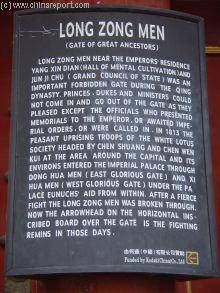 © www.chinareport.com
LONG ZONG MEN
(GATE OF GREAT ANCESTORS)
LONG ZONG MEN NEAR THE EMPERORS' RESIDENCE
YANG XIN DIAN (HALL OF MENTAL CULTIVATION) AND
JUN JI CHU ( GRAND COUNCIL OF STATE ) WAS AN
IMPORTANT FORBIDDEN GATE DURING THE QING
DYNASTY. PRINCES , DUKES AND MINISTERS COULD
NOT COME IN AND GO OUT OF THE GATE AS THEY
PLEASED EXCEPT THE OFFICIALS WHO PRESENTED
MEMORIALS TO THE EMPEROR, OR AWAITED IMPE-
RIAL ORDERS, OR WERE CALLED IN . IN 1813 THE
PEASANT UPRISING TROOPS OF THE WHITE LOTUS
SOCIETY HEADED BY CHEN SHUANG AND CHEN WEN
KUI AT THE AREA AROUND THE CAPITAL AND ITS
ENVIRONS ENTERED THE IMPERIAL PALACE THROUGH
DONG HUA MEN ( EAST GLORIOUS GATE ) AND XI
HUA MEN ( WEST GLORIOUS GATE ) UNDER THE PA
LACE EUNUCHS' AID FROM WITHIN. AFTER A FIERCE
FIGHT THE LONG ZONG MEN WAS BROKEN THROUGH.
NOW THE ARROWHEAD ON THE HORIZONTAL INS-
CRIBED BOARD OVER THE GATE IS THE FIGHTING
REMINS IN THOSE DAYS .
Funded by Kodak(China)Co.,Ltd.